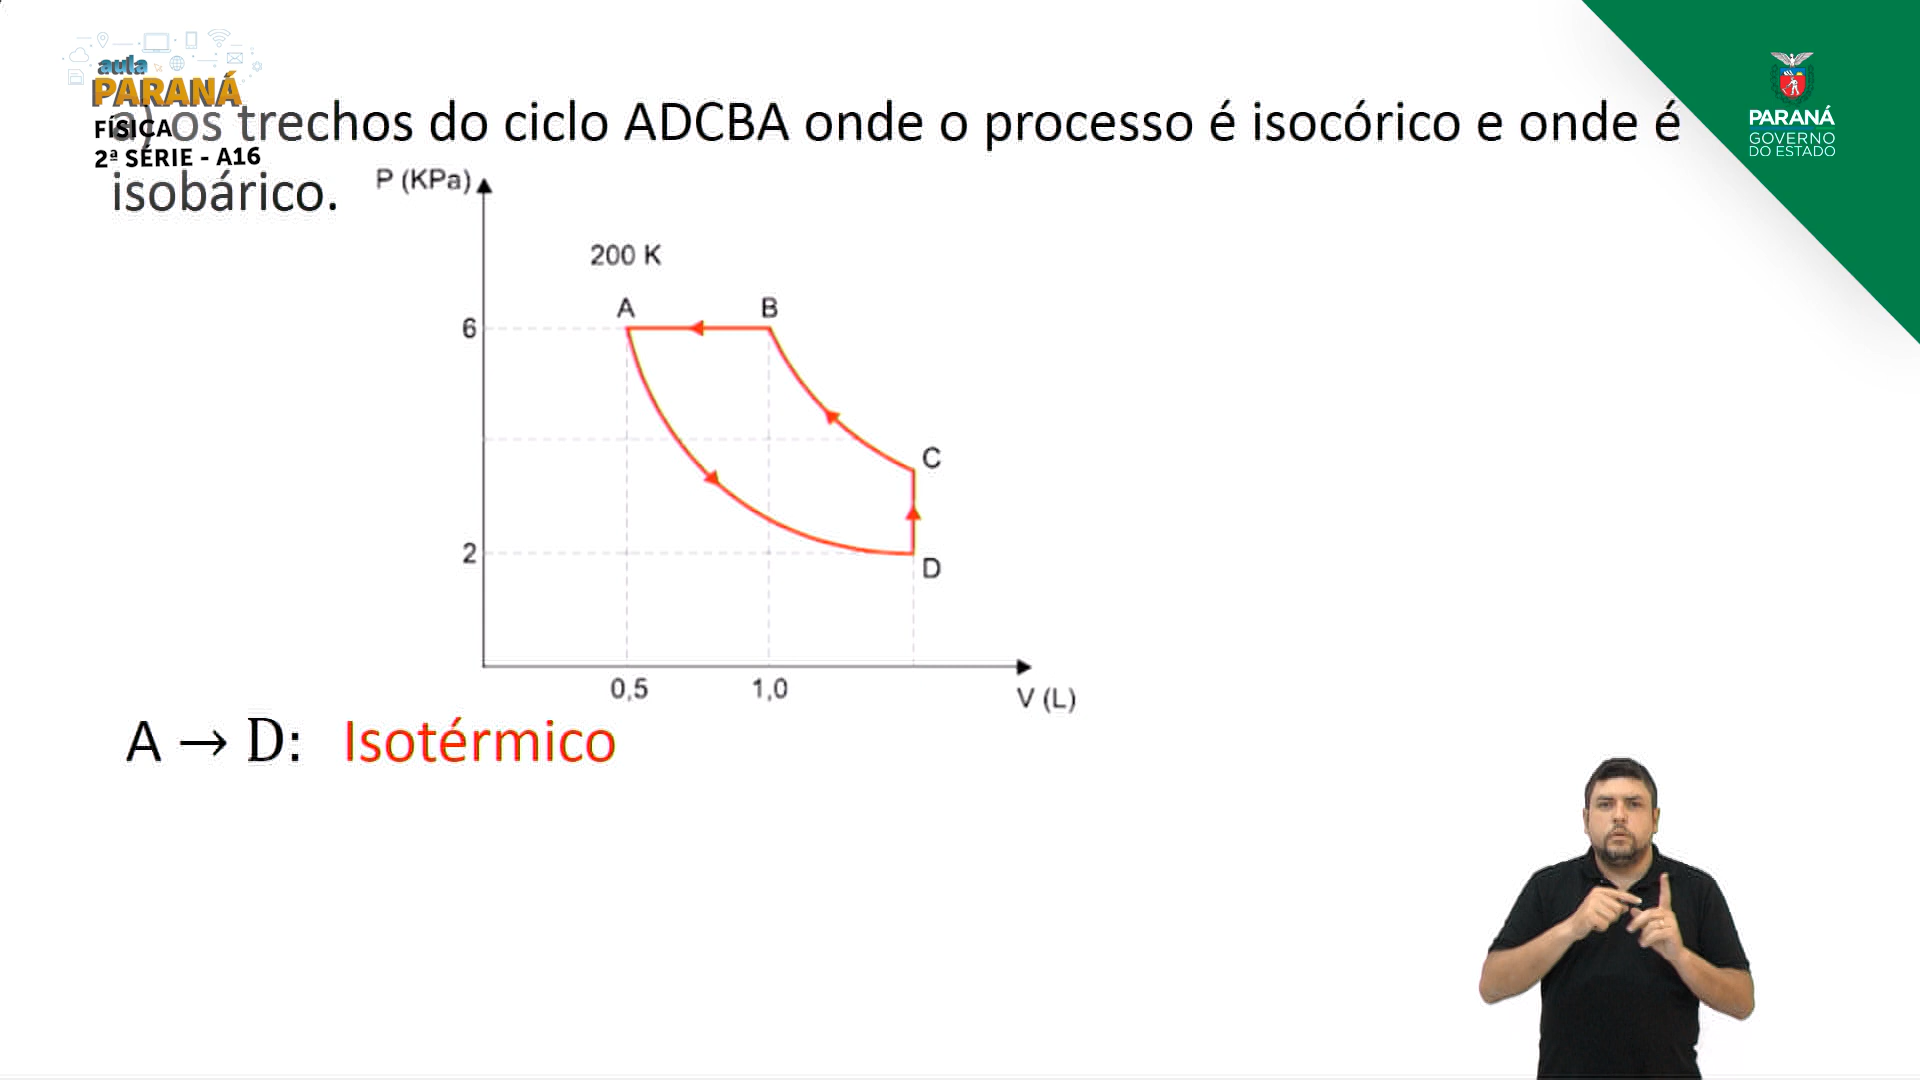 aula
PARANÁ
FÍSICA
2ª SÉRIE - A16
PARANÁ
GOVERNO
DO ESTADO
a) os trechos do ciclo ADCBA onde o processo é isocórico e onde é
isobárico.
P (KPa)
200 K
A
B
6
C
2
D
0,5
1,0
V (L)
A → D: Isotérmico